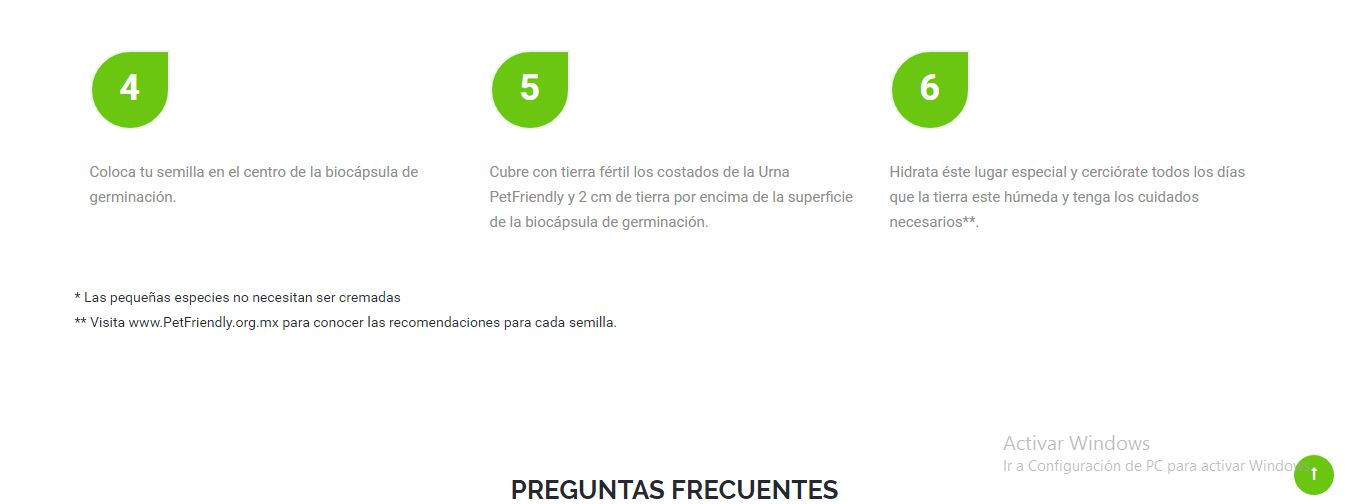 4
Coloca tu semilla en el centro de la biocápsula de
germinación.
5
Cubre con tierra fértil los costados de la Urna
PetFriendly y 2 cm de tierra por encima de la superficie
de la biocápsula de germinación.
6
Hidrata éste lugar especial y cerciórate todos los días
que la tierra este húmeda y tenga los cuidados
necesarios**.
* Las pequeñas especies no necesitan ser cremadas
** Visita www.PetFriendly.org.mx para conocer las recomendaciones para cada semilla.
Activar Windows
Ir a Configuración de PC para activar Windows.
PREGUNTAS FRECUENTES